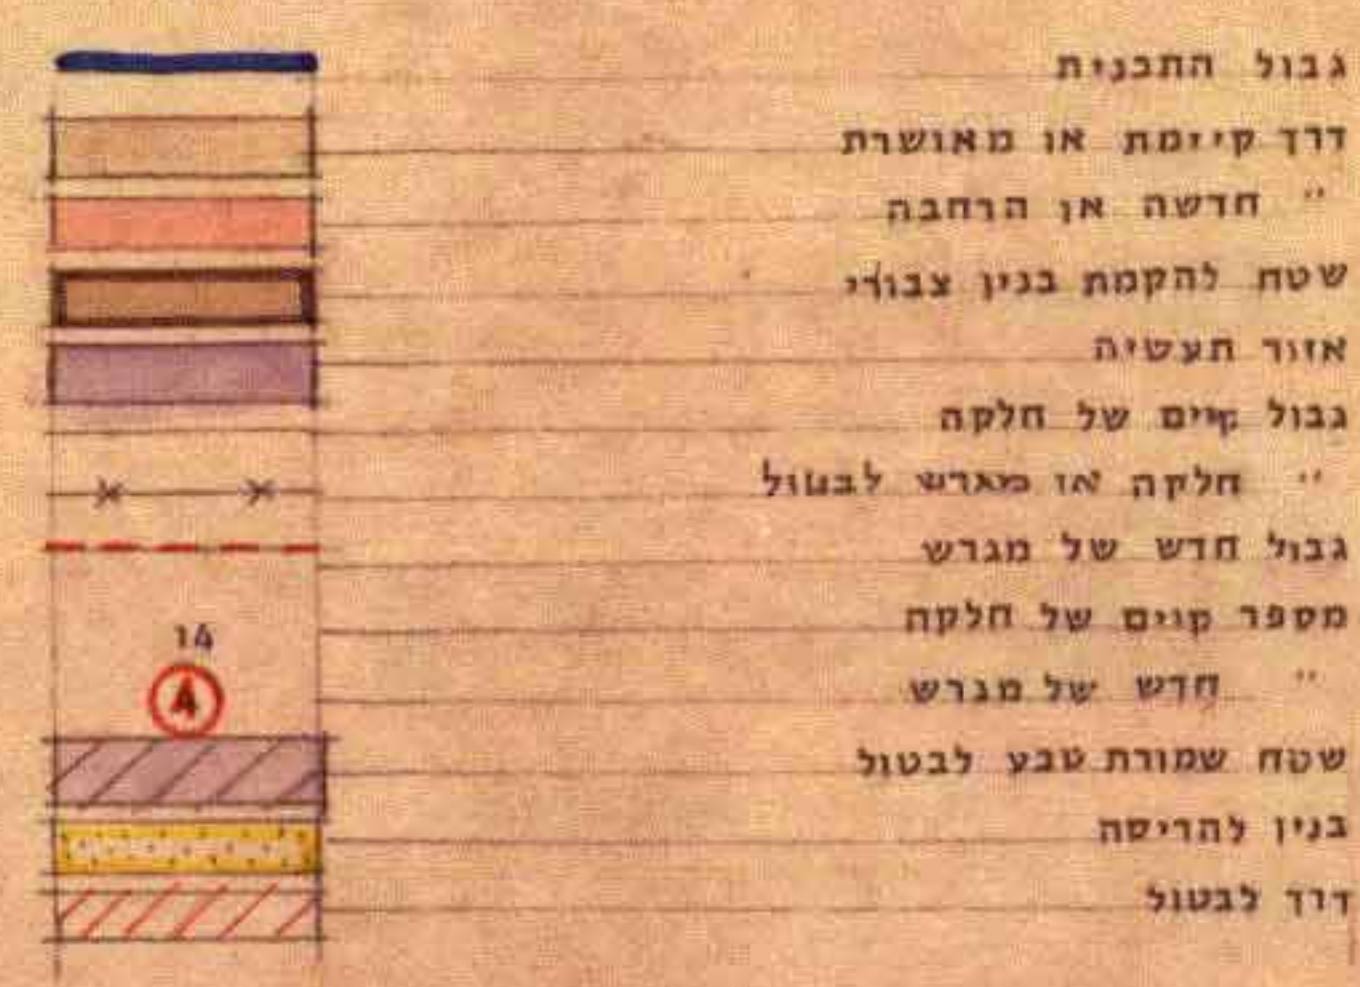 גבול התכנית
דרך קיימת או מאושרת
" חדשה או הרחבה
שטח להקמת בנין צבורי
אזור תעשיה
גבול קיים של חלקה
" חלקה או מגרש לבטול
גבול חדש של מגרש
מספר קוים של חלקה
14
" חדש של מגרש
4
שטח שמורת טבע לבטול
בנין להריסה
דרך לבטול